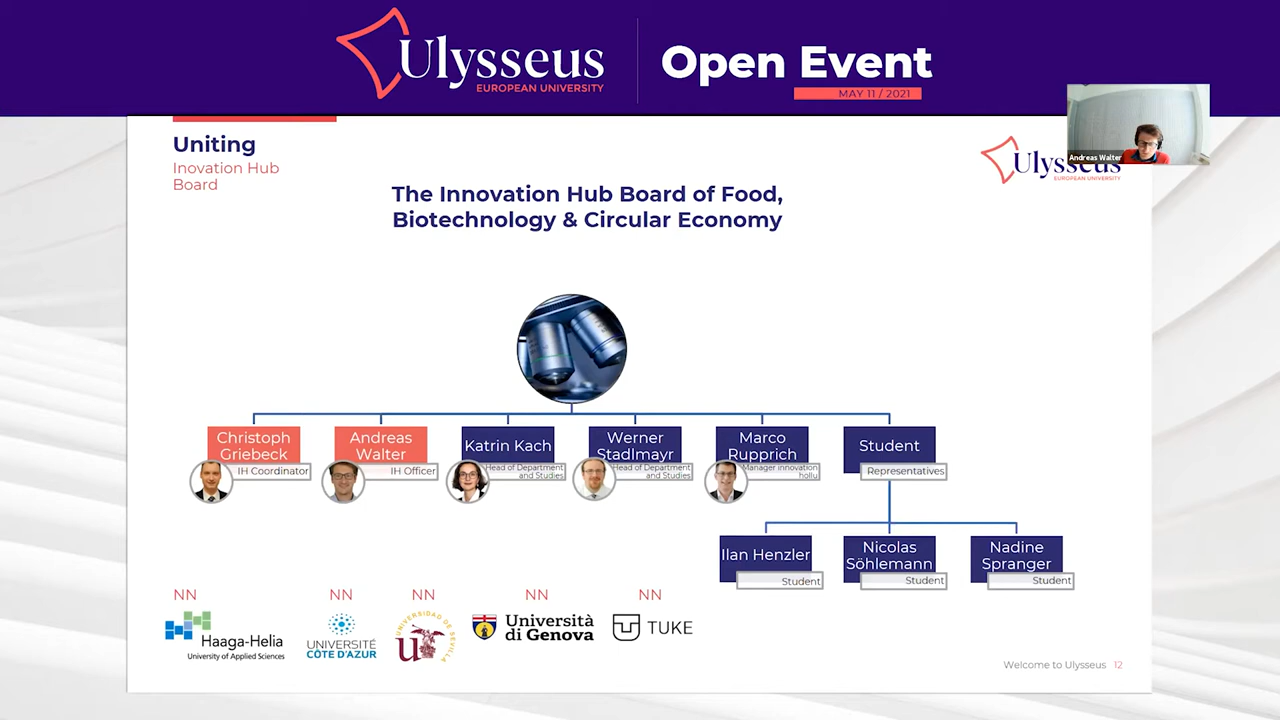 Ulysseus
EUROPEAN UNIVERSITY
Open Event
MAY 11 / 2021
Andreas Walter
Uniting
Inovation Hub
Board
Ulysseus
EUROPEAN UNIVERSITY
The Innovation Hub Board of Food,
Biotechnology & Circular Economy
Christoph
Griebeck
IH Coordinator
Andreas
Walter
IH Officer
Katrin Kach
Head of Department
and Studies
Werner
Stadlmayr
Head of Department
and Studies
Marco
Rupprich
Manager innovation
hollu
Student
Representatives
Ilan Henzler
Student
Nicolas
Söhlemann
Student
Nadine
Spranger
Student
NN
NN
NN
NN
NN
Haaga-Helia
University of Applied Sciences
UNIVERSITÉ
CÔTE D'AZUR
UNIVERSIDAD DE SEVILLA
Università
di Genova
TUKE
Welcome to Ulysseus 12